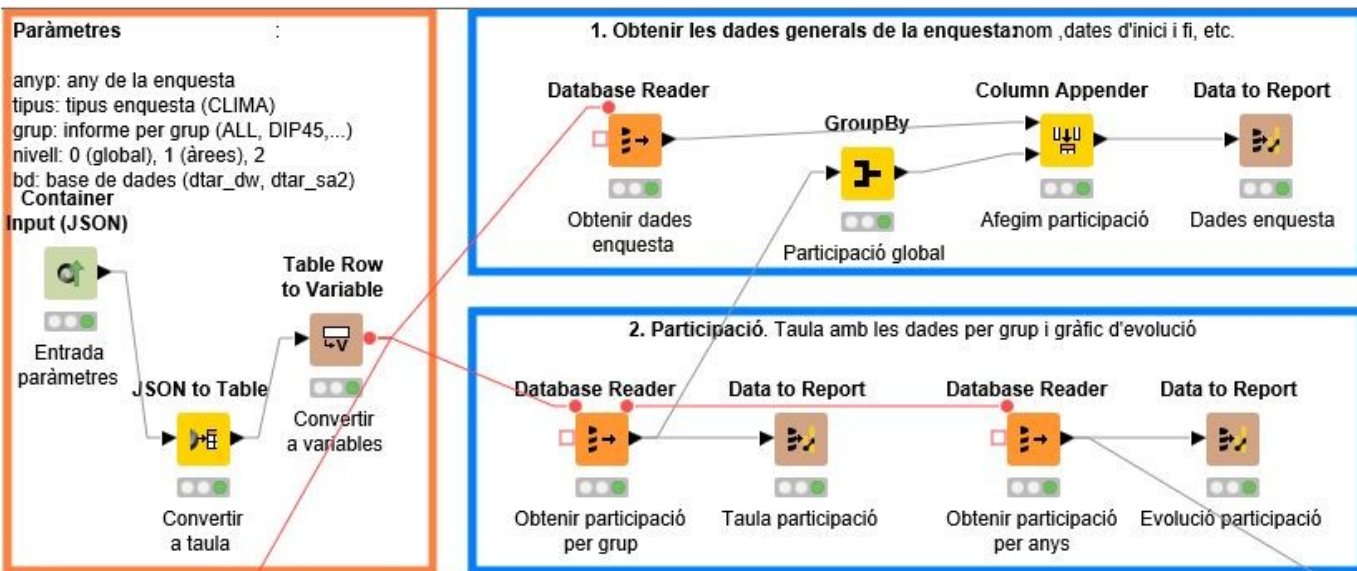 Paràmetres :
anyp: any de la enquesta
tipus: tipus enquesta (CLIMA)
grup: informe per grup (ALL, DIP45,...)
nivell: 0 (global), 1 (àrees), 2
bd: base de dades (dtar_dw, dtar_sa2)
Container
Input (JSON)
Entrada
paràmetres
JSON to Table
Convertir
a taula
Table Row
to Variable
Convertir
a variables
1. Obtenir les dades generals de la enquesta:nom ,dates d'inici i fi, etc.
Database Reader
Obtenir dades
enquesta
GroupBy
Participació global
Column Appender
Afegim participació
Data to Report
Dades enquesta
2. Participació. Taula amb les dades per grup i gràfic d'evolució
Database Reader
Obtenir participació
per grup
Data to Report
Taula participació
Database Reader
Obtenir participació
per anys
Data to Report
Evolució participació